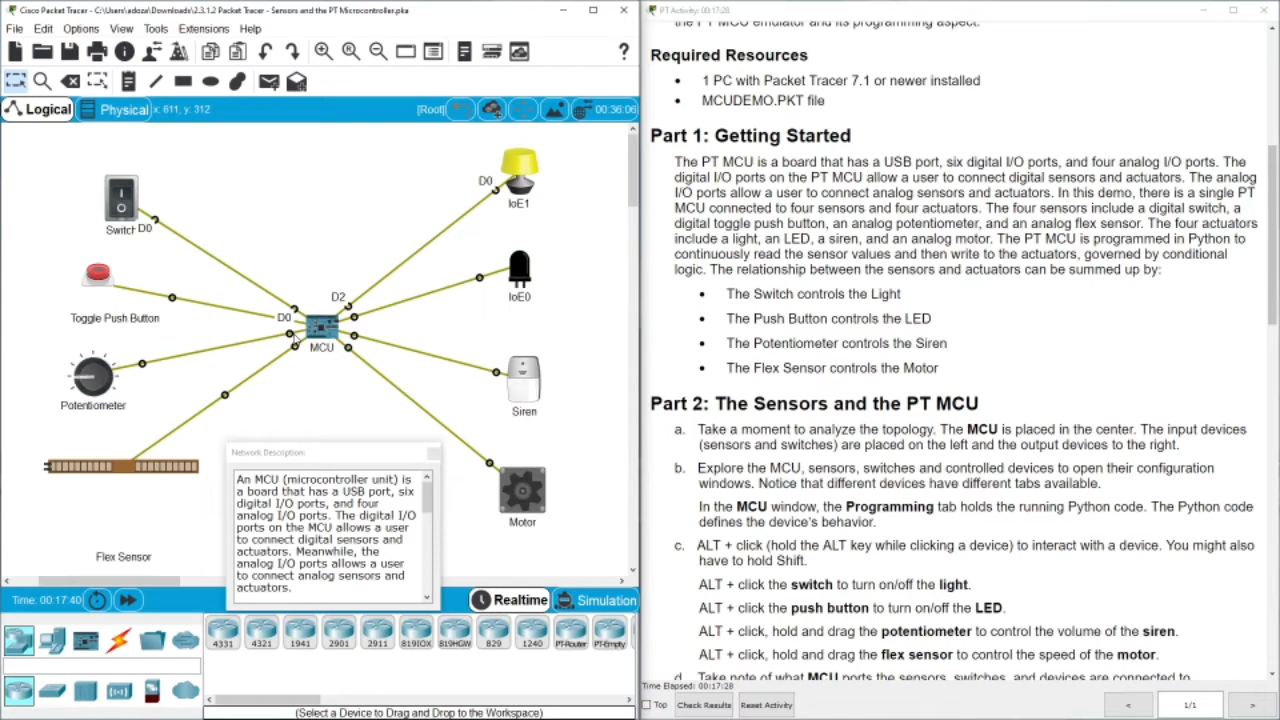 Cisco Packet Tracer - C:\Users\adoza\Downloads\2.3.1.2 Packet Tracer - Sensors and the PT Microcontroller.pka
File Edit Options View Tools Extensions Help
Logical Physical x: 611, y: 312 [Root] 00:36:06
D0
IoE1
Switch D0
IoE0
D2
D0
Toggle Push Button
MCU
Potentiometer
Siren
Network Description:
An MCU (microcontroller unit) is
a board that has a USB port, six
digital I/O ports, and four
analog I/O ports. The digital I/O
ports on the MCU allows a user
to connect digital sensors and
actuators. Meanwhile, the
analog I/O ports allows a user
to connect analog sensors and
actuators.
Motor
Flex Sensor
Time: 00:17:40 Realtime Simulation
4331 4321 1941 2901 2911 819IOX 819HGW 829 1240 PT-Router PT-Empty
(Select a Device to Drag and Drop to the Workspace)
PT Activity: 00:17:28
the PT MCU emulator and its programming aspect.
Required Resources
• 1 PC with Packet Tracer 7.1 or newer installed
• MCUDEMO.PKT file
Part 1: Getting Started
The PT MCU is a board that has a USB port, six digital I/O ports, and four analog I/O ports. The
digital I/O ports on the PT MCU allow a user to connect digital sensors and actuators. The analog
I/O ports allow a user to connect analog sensors and actuators. In this demo, there is a single PT
MCU connected to four sensors and four actuators. The four sensors include a digital switch, a
digital toggle push button, an analog potentiometer, and an analog flex sensor. The four actuators
include a light, an LED, a siren, and an analog motor. The PT MCU is programmed in Python to
continuously read the sensor values and then write to the actuators, governed by conditional
logic. The relationship between the sensors and actuators can be summed up by:
• The Switch controls the Light
• The Push Button controls the LED
• The Potentiometer controls the Siren
• The Flex Sensor controls the Motor
Part 2: The Sensors and the PT MCU
a. Take a moment to analyze the topology. The MCU is placed in the center. The input devices
(sensors and switches) are placed on the left and the output devices to the right.
b. Explore the MCU, sensors, switches and controlled devices to open their configuration
windows. Notice that different devices have different tabs available.
In the MCU window, the Programming tab holds the running Python code. The Python code
defines the device's behavior.
c. ALT + click (hold the ALT key while clicking a device) to interact with a device. You might also
have to hold Shift.
ALT + click the switch to turn on/off the light.
ALT + click the push button to turn on/off the LED.
ALT + click, hold and drag the potentiometer to control the volume of the siren.
ALT + click, hold and drag the flex sensor to control the speed of the motor.
d. Take note of what MCU ports the sensors, switches, and devices are connected to
Time Elapsed: 00:17:28
Top Check Results Reset Activity < 1/1 >